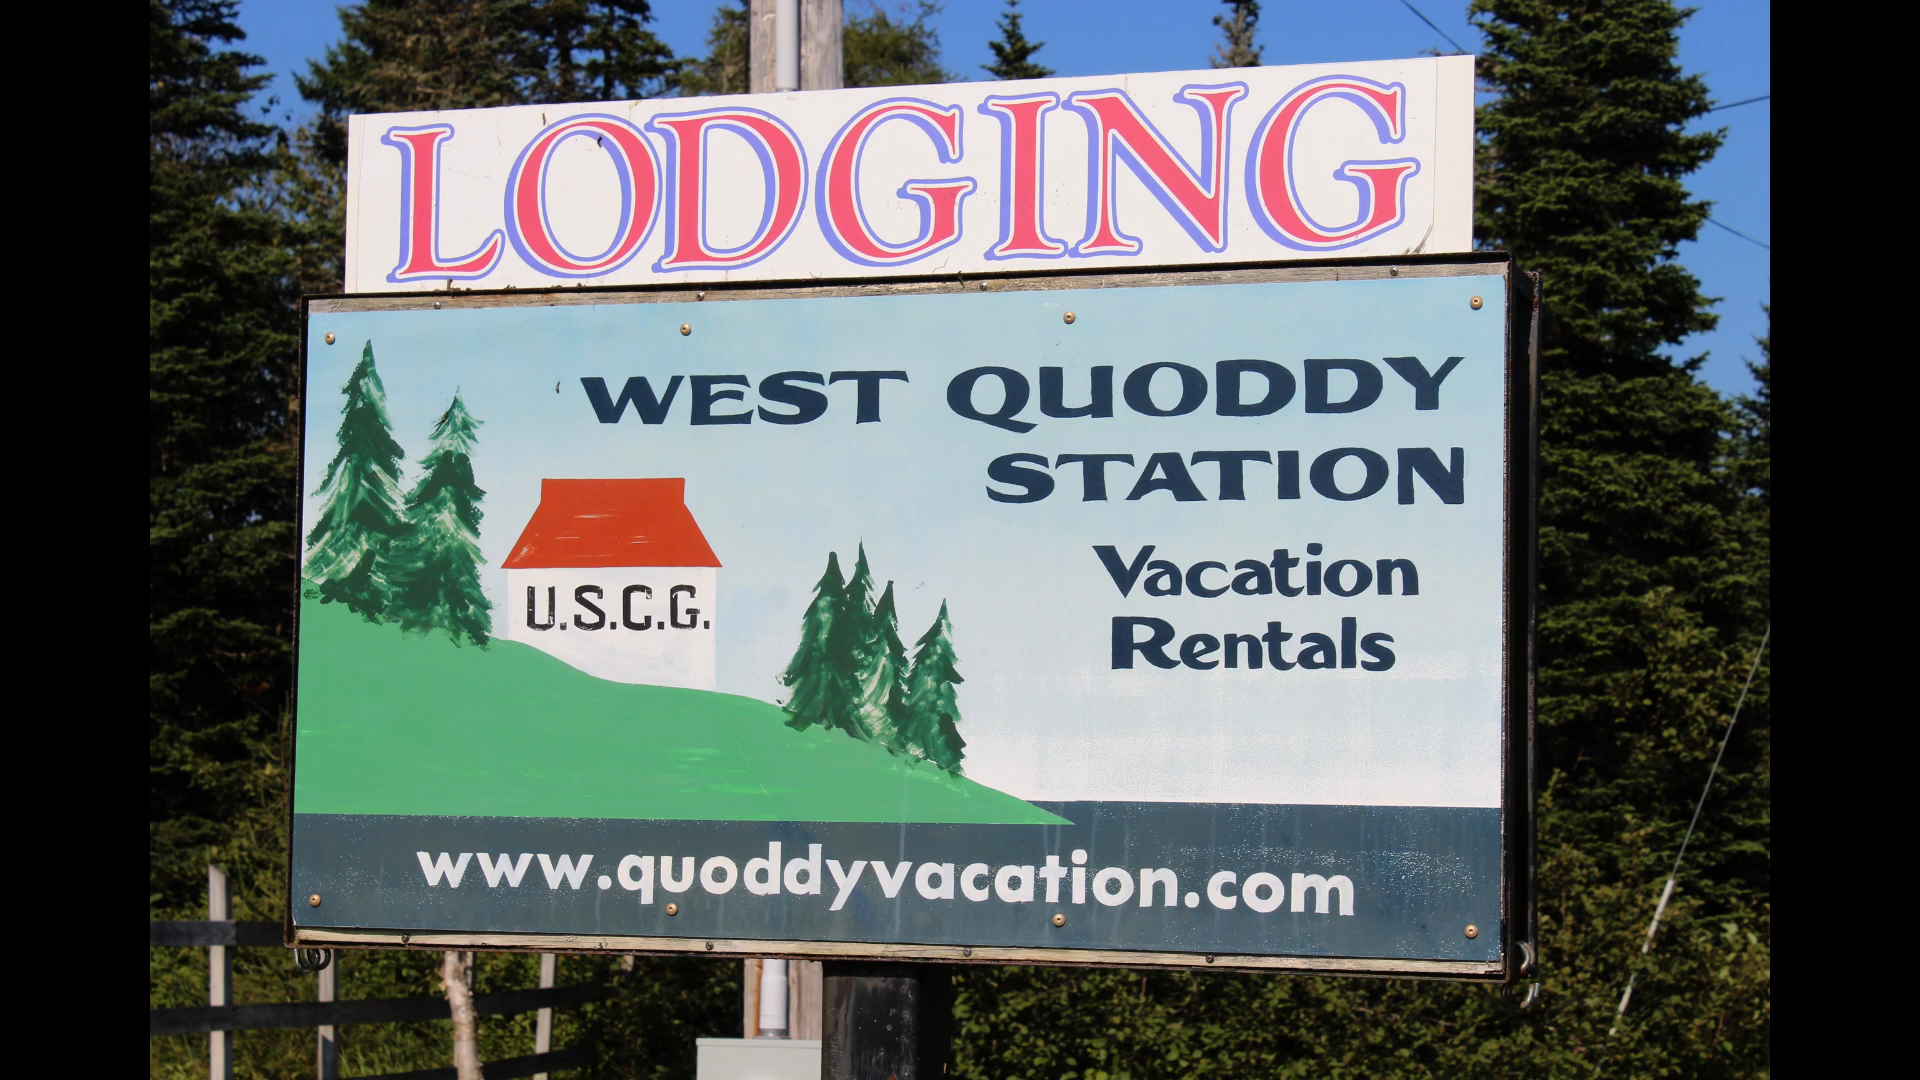 LODGING
WEST QUODDY
STATION
Vacation
Rentals
U.S.C.G.
www.quoddyvacation.com